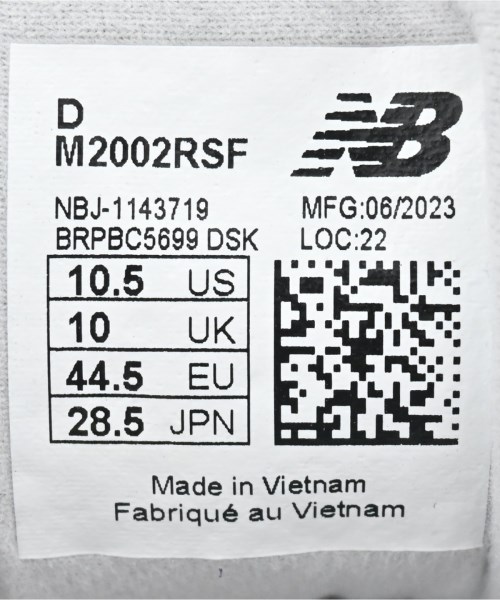 D
M2002RSF
NB
NBJ-1143719 MFG:06/2023
BRPBC5699 DSK LOC:22
10.5 US
10 UK
44.5 EU
28.5 JPN
Made in Vietnam
Fabriqué au Vietnam